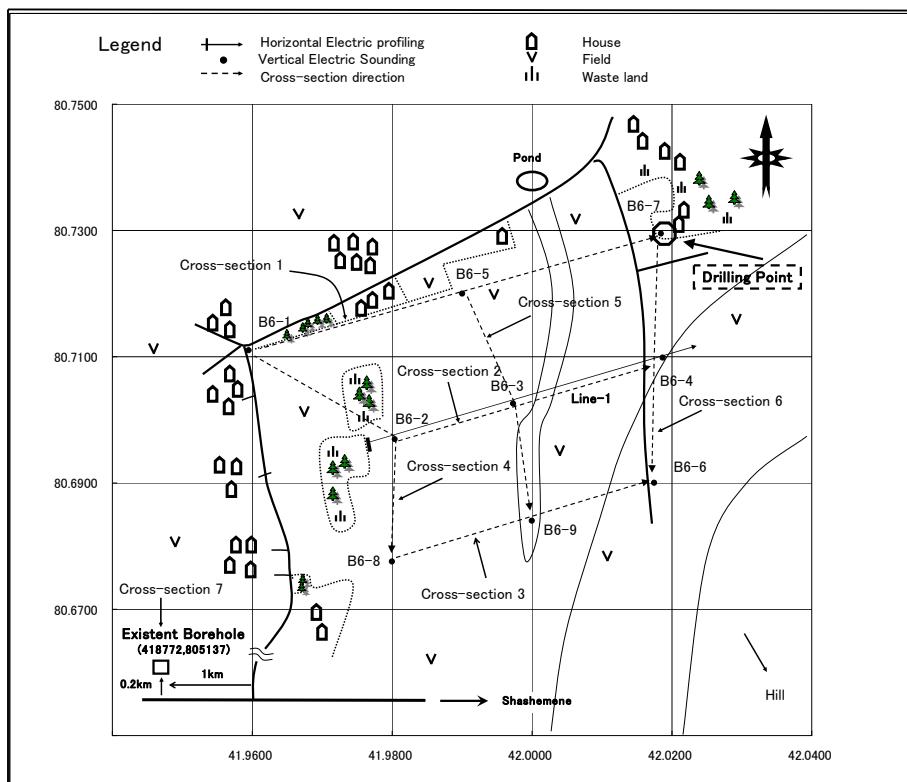 Legend
Horizontal Electric profiling
Vertical Electric Sounding
Cross-section direction
House
Field
Waste land
80.7500
80.7300
80.7100
80.6900
80.6700
Pond
B6-7
Drilling Point
Cross-section 1
B6-5
Cross-section 5
B6-1
Cross-section 2
B6-3
Line-1
B6-4
Cross-section 6
B6-2
Cross-section 4
B6-6
B6-9
B6-8
Cross-section 3
Cross-section 7
Existent Borehole
(418772,805137)
1km
0.2km
Shashemene
Hill
41.9600
41.9800
42.0000
42.0200
42.0400